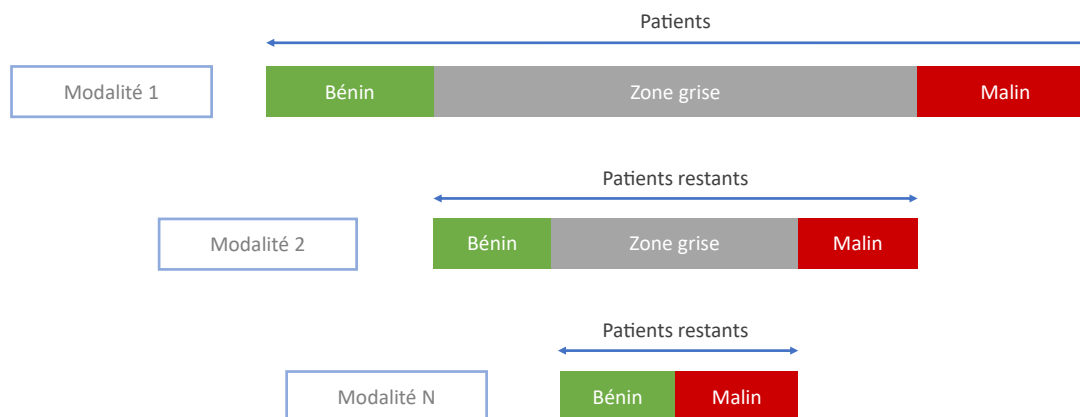 Patients
Modalité 1
Bénin
Zone grise
Malin
Patients restants
Modalité 2
Bénin
Zone grise
Malin
Patients restants
Modalité N
Bénin
Malin